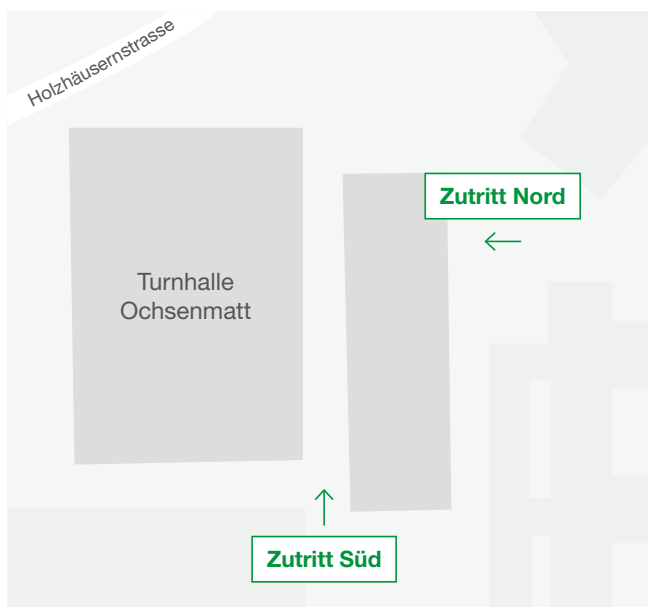 Holzhäusernstrasse
Zutritt Nord
Turnhalle
Ochsenmatt
Zutritt Süd